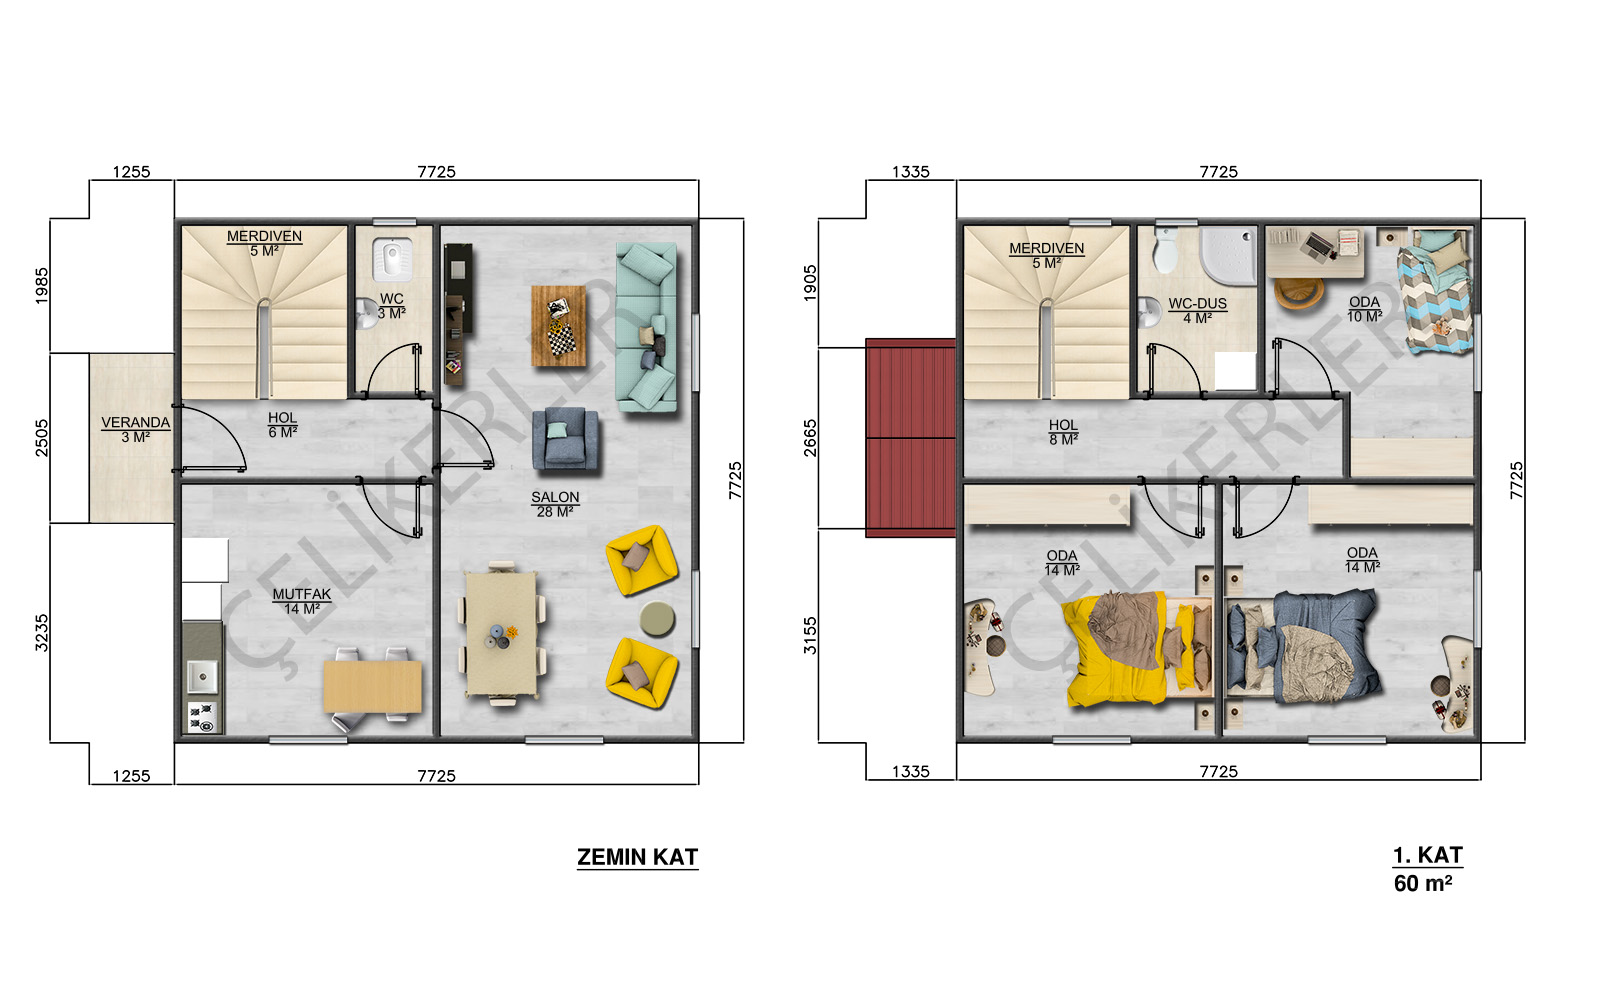 1255
7725
1985
2505
3235
7725
MERDIVEN
5 M²
WC
3 M²
VERANDA
3 M²
HOL
6 M²
SALON
28 M²
MUTFAK
14 M²
ÇELİKERLER
1255
7725
ZEMIN KAT
1335
7725
1905
2665
3155
7725
MERDIVEN
5 M²
WC-DUS
4 M²
ODA
10 M²
HOL
8 M²
ODA
14 M²
ODA
14 M²
ÇELİKERLER
1335
7725
1. KAT
60 m²